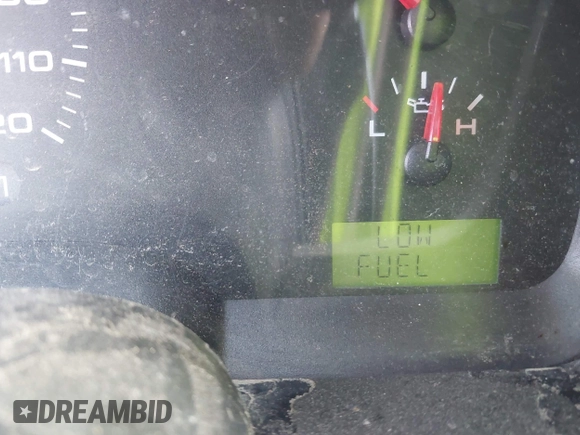 110
20
L H
LOW
FUEL
DREAMBID